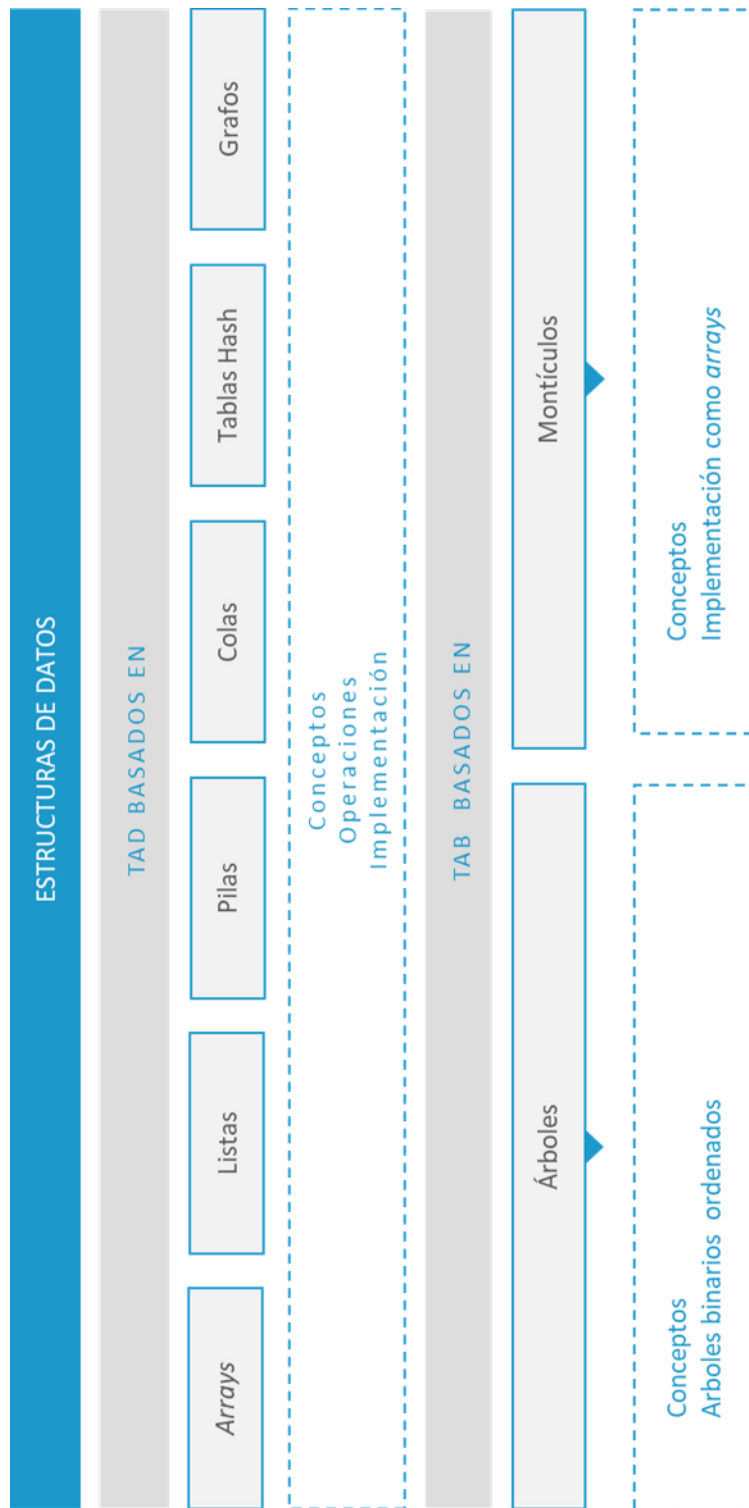 ESTRUCTURAS DE DATOS
TAD BASADOS EN
Arrays
Listas
Pilas
Colas
Tablas Hash
Grafos
Conceptos
Operaciones
Implementación
TAB BASADOS EN
Árboles
Montículos
Conceptos
Arboles binarios ordenados
Conceptos
Implementación como arrays